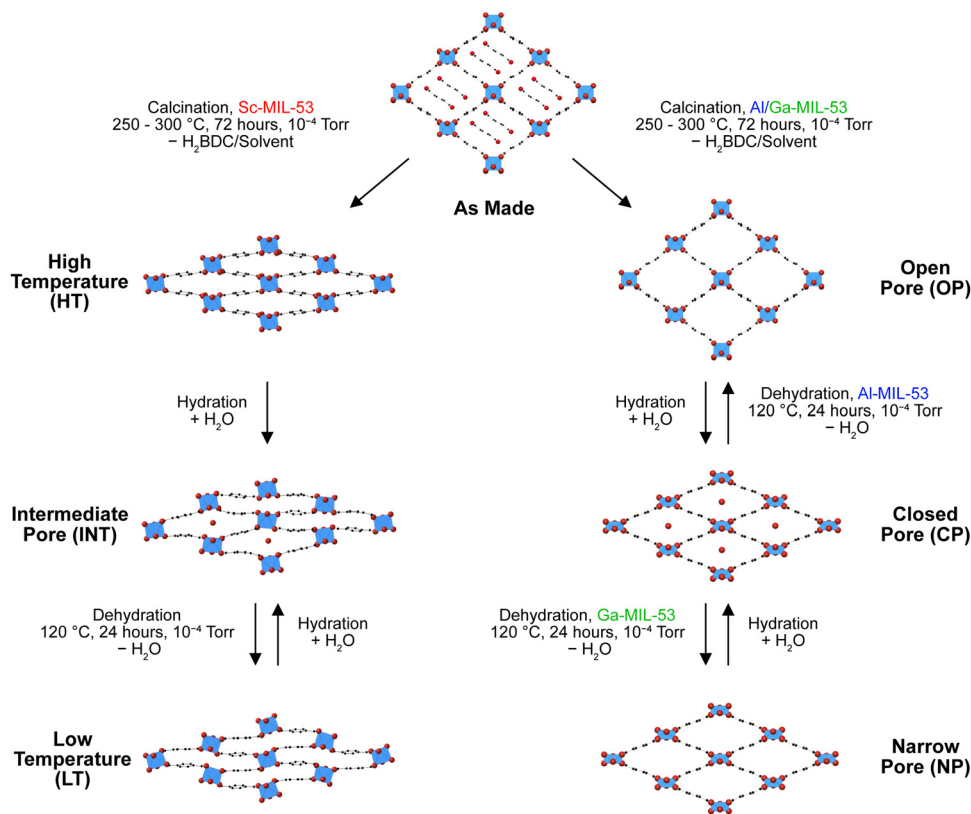 Calcination, Sc-MIL-53
250 - 300 °C, 72 hours, 10⁻⁴ Torr
− H₂BDC/Solvent
Calcination, Al/Ga-MIL-53
250 - 300 °C, 72 hours, 10⁻⁴ Torr
− H₂BDC/Solvent
As Made
High
Temperature
(HT)
Open
Pore (OP)
Hydration
+ H₂O
Hydration
+ H₂O
Dehydration, Al-MIL-53
120 °C, 24 hours, 10⁻⁴ Torr
− H₂O
Intermediate
Pore (INT)
Closed
Pore (CP)
Dehydration
120 °C, 24 hours, 10⁻⁴ Torr
− H₂O
Hydration
+ H₂O
Dehydration, Ga-MIL-53
120 °C, 24 hours, 10⁻⁴ Torr
− H₂O
Hydration
+ H₂O
Low
Temperature
(LT)
Narrow
Pore (NP)